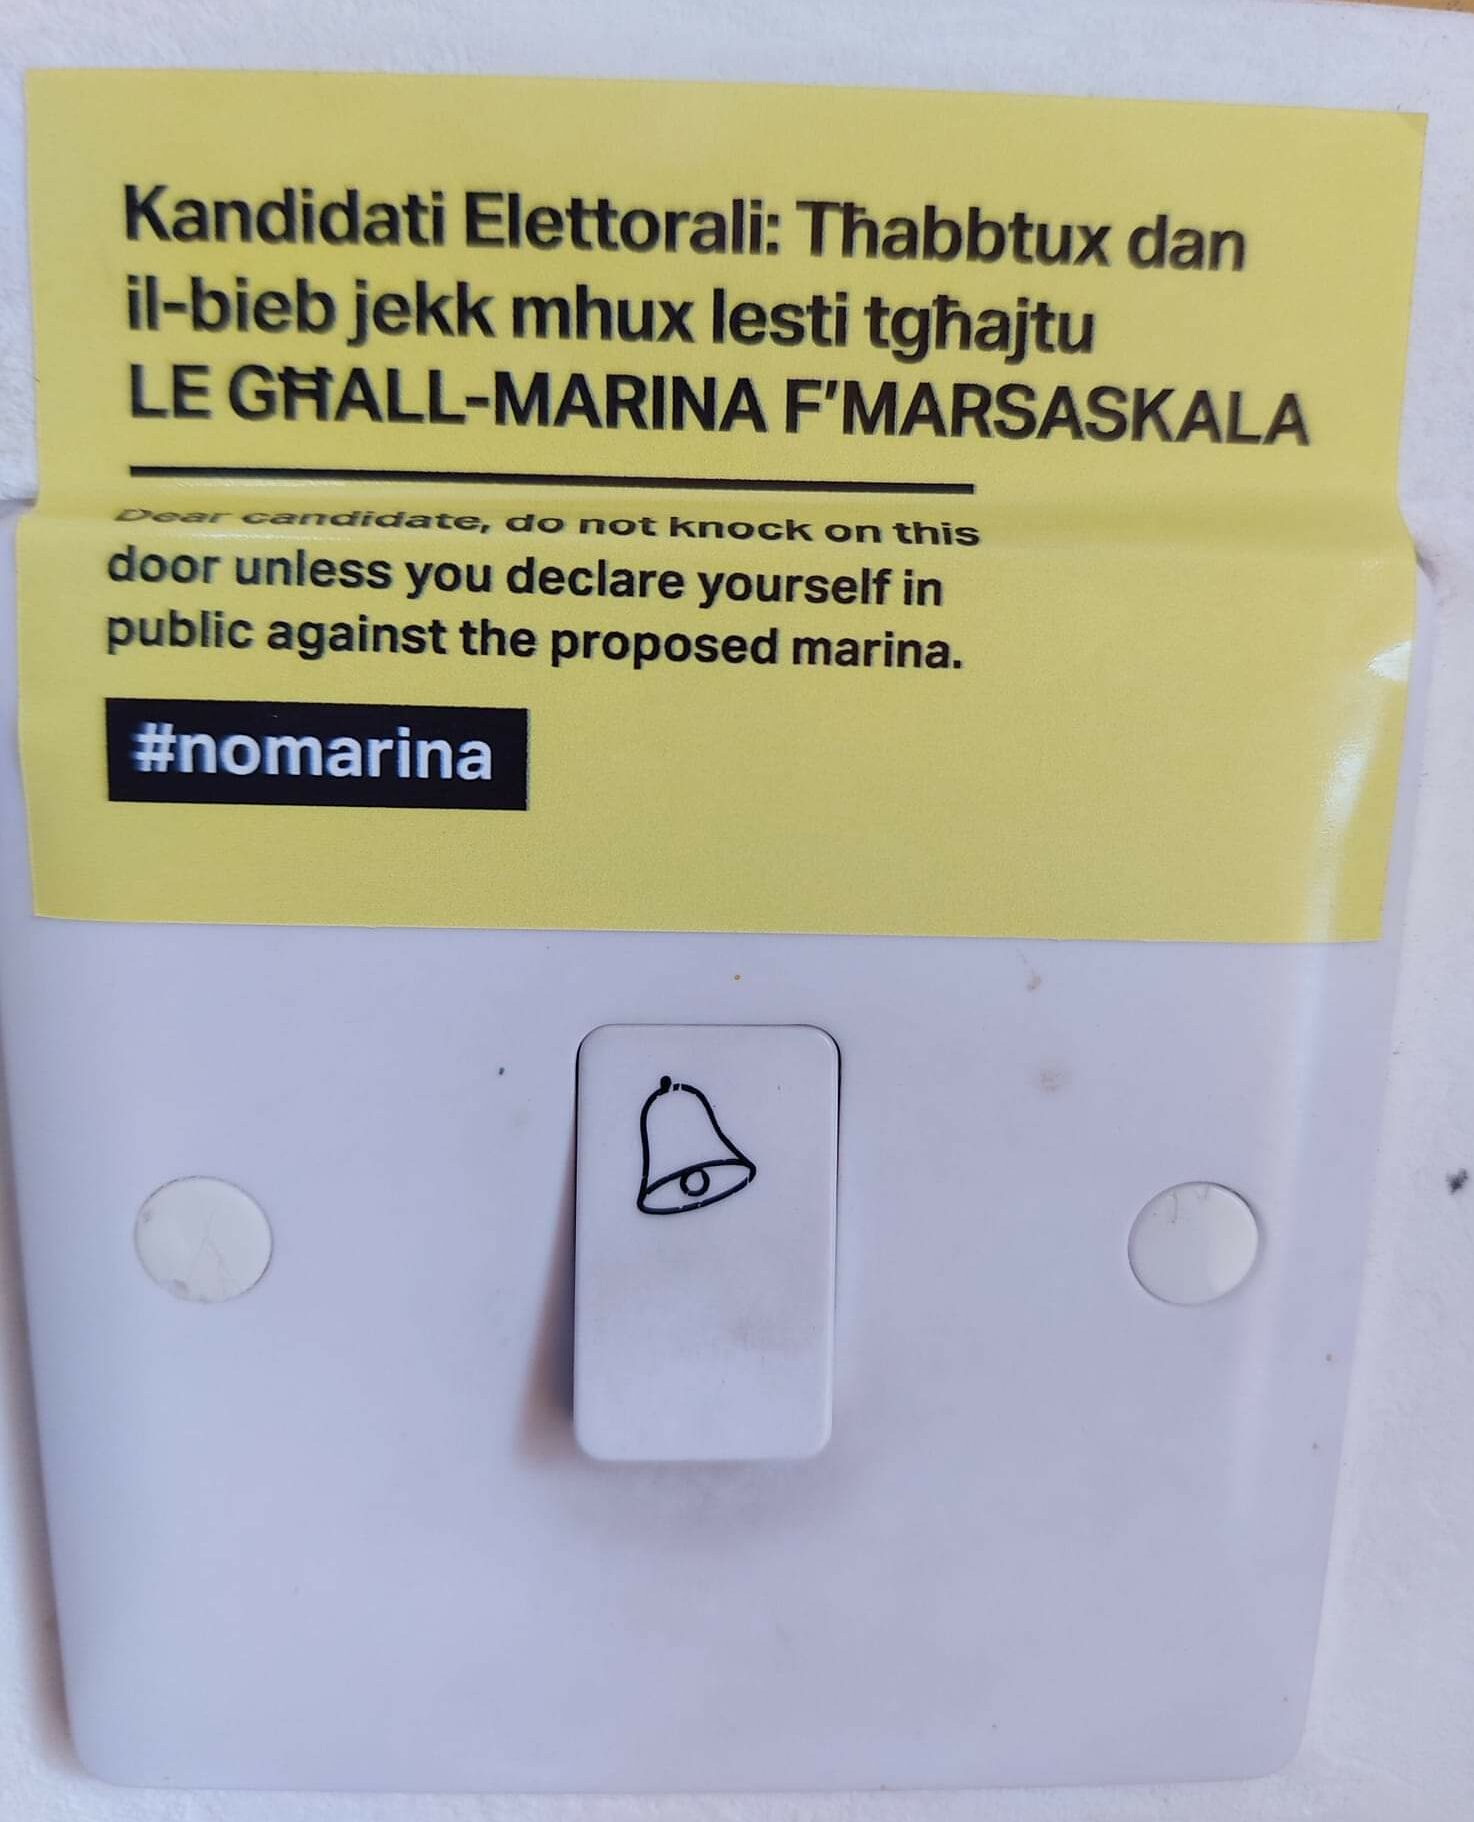 Kandidati Elettorali: Tħabbtux dan
il-bieb jekk mhux lesti tgħajtu
LE GĦALL-MARINA F'MARSASKALA
Dear candidate, do not knock on this
door unless you declare yourself in
public against the proposed marina.
#nomarina